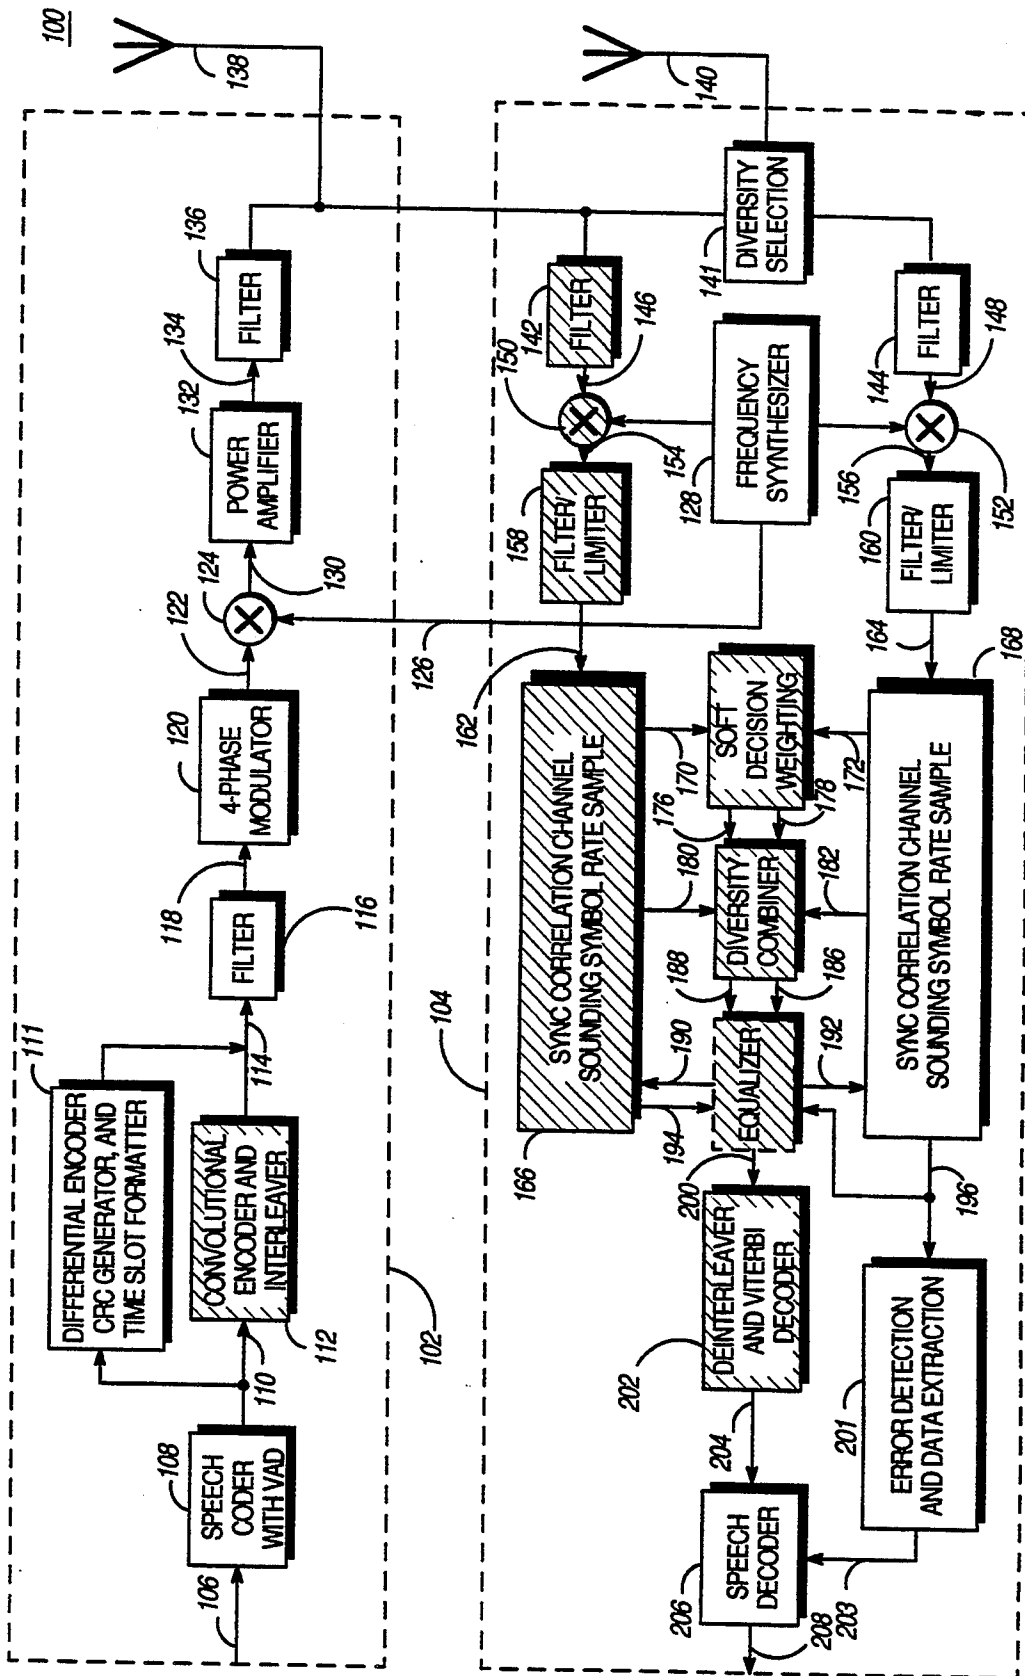 100
138
136
FILTER
134
132
POWER
AMPLIFIER
130
124
122
126
120
4-PHASE
MODULATOR
118
FILTER
116
114
111
DIFFERENTIAL ENCODER
CRC GENERATOR, AND
TIME SLOT FORMATTER
CONVOLUTIONAL
ENCODER AND
INTERLEAVER
112
110
108
SPEECH
CODER
WITH VAD
106
102
104
140
141
DIVERSITY
SELECTION
142
FILTER
146
150
154
158
FILTER/
LIMITER
162
128
FREQUENCY
SYYNTHESIZER
144
FILTER
148
152
156
160
FILTER/
LIMITER
164
168
SYNC CORRELATION CHANNEL
SOUNDING SYMBOL RATE SAMPLE
166
SOFT
DECISION
WEIGHTING
170
172
176
178
180
182
DIVERSITY
COMBINER
188
186
190
192
194
EQUALIZER
SYNC CORRELATION CHANNEL
SOUNDING SYMBOL RATE SAMPLE
196
200
202
DEINTERLEAVER
AND VITERBI
DECODER
204
201
ERROR DETECTION
AND DATA EXTRACTION
203
206
SPEECH
DECODER
208